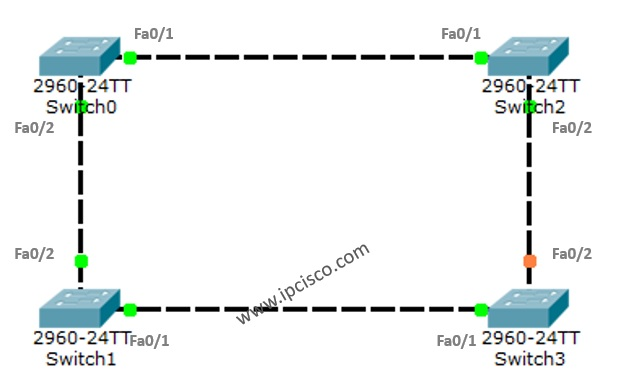 Fa0/1
Fa0/1
2960-24TT
Switch0
2960-24TT
Switch2
Fa0/2
Fa0/2
Fa0/2
Fa0/2
www.ipcisco.com
2960-24TT
Switch1
Fa0/1
Fa0/1
2960-24TT
Switch3